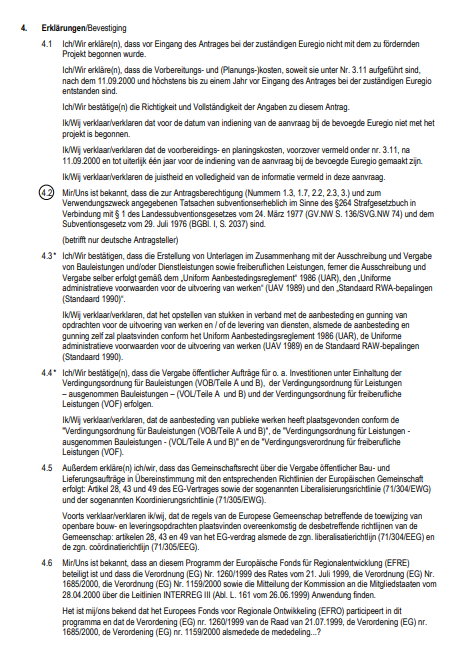 4. Erklärungen/Bevestiging
4.1 Ich/Wir erkläre(n), dass vor Eingang des Antrages bei der zuständigen Euregio nicht mit dem zu fördernden
Projekt begonnen wurde.
Ich/Wir erkläre(n), dass die Vorbereitungs- und (Planungs-)kosten, soweit sie unter Nr. 3.11 aufgeführt sind,
nach dem 11.09.2000 und höchstens bis zu einem Jahr vor Eingang des Antrages bei der zuständigen Euregio
entstanden sind.
Ich/Wir bestätige(n) die Richtigkeit und Vollständigkeit der Angaben zu diesem Antrag.
Ik/Wij verklaar/verklaren dat voor de datum van indiening van de aanvraag bij de bevoegde Euregio niet met het
projekt is begonnen.
Ik/Wij verklaar/verklaren dat de voorbereidings- en planingskosten, voorzover vermeld onder nr. 3.11, na
11.09.2000 en tot uiterlijk één jaar voor de indiening van de aanvraag bij de bevoegde Euregio gemaakt zijn.
Ik/Wij verklaar/verklaren de juistheid en volledigheid van de informatie vermeld in deze aanvraag.
4.2 Mir/Uns ist bekannt, dass die zur Antragsberechtigung (Nummern 1.3, 1.7, 2.2, 2.3, 3.) und zum
Verwendungszweck angegebenen Tatsachen subventionserheblich im Sinne des §264 Strafgesetzbuch in
Verbindung mit § 1 des Landessubventionsgesetzes vom 24. März 1977 (GV.NW S. 136/SVG.NW 74) und dem
Subventionsgesetz vom 29. Juli 1976 (BGBl. I, S. 2037) sind.
(betrifft nur deutsche Antragsteller)
4.3* Ich/Wir bestätigen, dass die Erstellung von Unterlagen im Zusammenhang mit der Ausschreibung und Vergabe
von Bauleistungen und/oder Dienstleistungen sowie freiberuflichen Leistungen, ferner die Ausschreibung und
Vergabe selber erfolgt gemäß dem „Uniform Aanbestedingsreglement“ 1986 (UAR), den „Uniforme
administratieve voorwaarden voor de uitvoering van werken“ (UAV 1989) und den „Standaard RWA-bepalingen
(Standaard 1990)“.
Ik/Wij verklaar/verklaren, dat het opstellen van stukken in verband met de aanbesteding en gunning van
opdrachten voor de uitvoering van werken en / of de levering van diensten, alsmede de aanbesteding en
gunning zelf zal plaatsvinden conform het Uniform Aanbestedingsreglement 1986 (UAR), de Uniforme
administratieve voorwaarden voor de uitvoering van werken (UAV 1989) en de Standaard RAW-bepalingen
(Standaard 1990).
4.4* Ich/Wir bestätige(n), dass die Vergabe öffentlicher Aufträge für o. a. Investitionen unter Einhaltung der
Verdingungsordnung für Bauleistungen (VOB/Teile A und B), der Verdingungsordnung für Leistungen
– ausgenommen Bauleistungen – (VOL/Teile A und B) und der Verdingungsordnung für freiberufliche
Leistungen (VOF) erfolgen.
Ik/Wij verklaar/verklaren, dat de aanbesteding van publieke werken heeft plaatsgevonden conform de
"Verdingungsordnung für Bauleistungen (VOB/Teile A und B)", de "Verdingungsordnung für Leistungen -
ausgenommen Bauleistungen - (VOL/Teile A und B)" en de "Verdingungsverordnung für freiberufliche
Leistungen (VOF).
4.5 Außerdem erkläre(n) ich/wir, dass das Gemeinschaftsrecht über die Vergabe öffentlicher Bau- und
Lieferungsaufträge in Übereinstimmung mit den entsprechenden Richtlinien der Europäischen Gemeinschaft
erfolgt: Artikel 28, 43 und 49 des EG-Vertrages sowie der sogenannten Liberalisierungsrichtlinie (71/304/EWG)
und der sogenannten Koordinierungsrichtlinie (71/305/EWG).
Voorts verklaar/verklaren ik/wij, dat de regels van de Europese Gemeenschap betreffende de toewijzing van
openbare bouw- en leveringsopdrachten plaatsvinden overeenkomstig de desbetreffende richtlijnen van de
Gemeenschap: artikelen 28, 43 en 49 van het EG-verdrag alsmede de zgn. liberalisatierichtlijn (71/304/EEG) en
de zgn. coördinatierichtlijn (71/305/EEG).
4.6 Mir/Uns ist bekannt, dass an diesem Programm der Europäische Fonds für Regionalentwicklung (EFRE)
beteiligt ist und dass die Verordnung (EG) Nr. 1260/1999 des Rates vom 21. Juli 1999, die Verordnung (EG) Nr.
1685/2000, die Verordnung (EG) Nr. 1159/2000 sowie die Mitteilung der Kommission an die Mitgliedstaaten vom
28.04.2000 über die Leitlinien INTERREG III (Abl. L. 161 vom 26.06.1999) Anwendung finden.
Het ist mij/ons bekend dat het Europees Fonds voor Regionale Ontwikkeling (EFRO) participeert in dit
programma en dat de Verordening (EG) nr. 1260/1999 van de Raad van 21.07.1999, de Verordening (EG) nr.
1685/2000, de Verordening (EG) nr. 1159/2000 alsmedede de mededeling...?